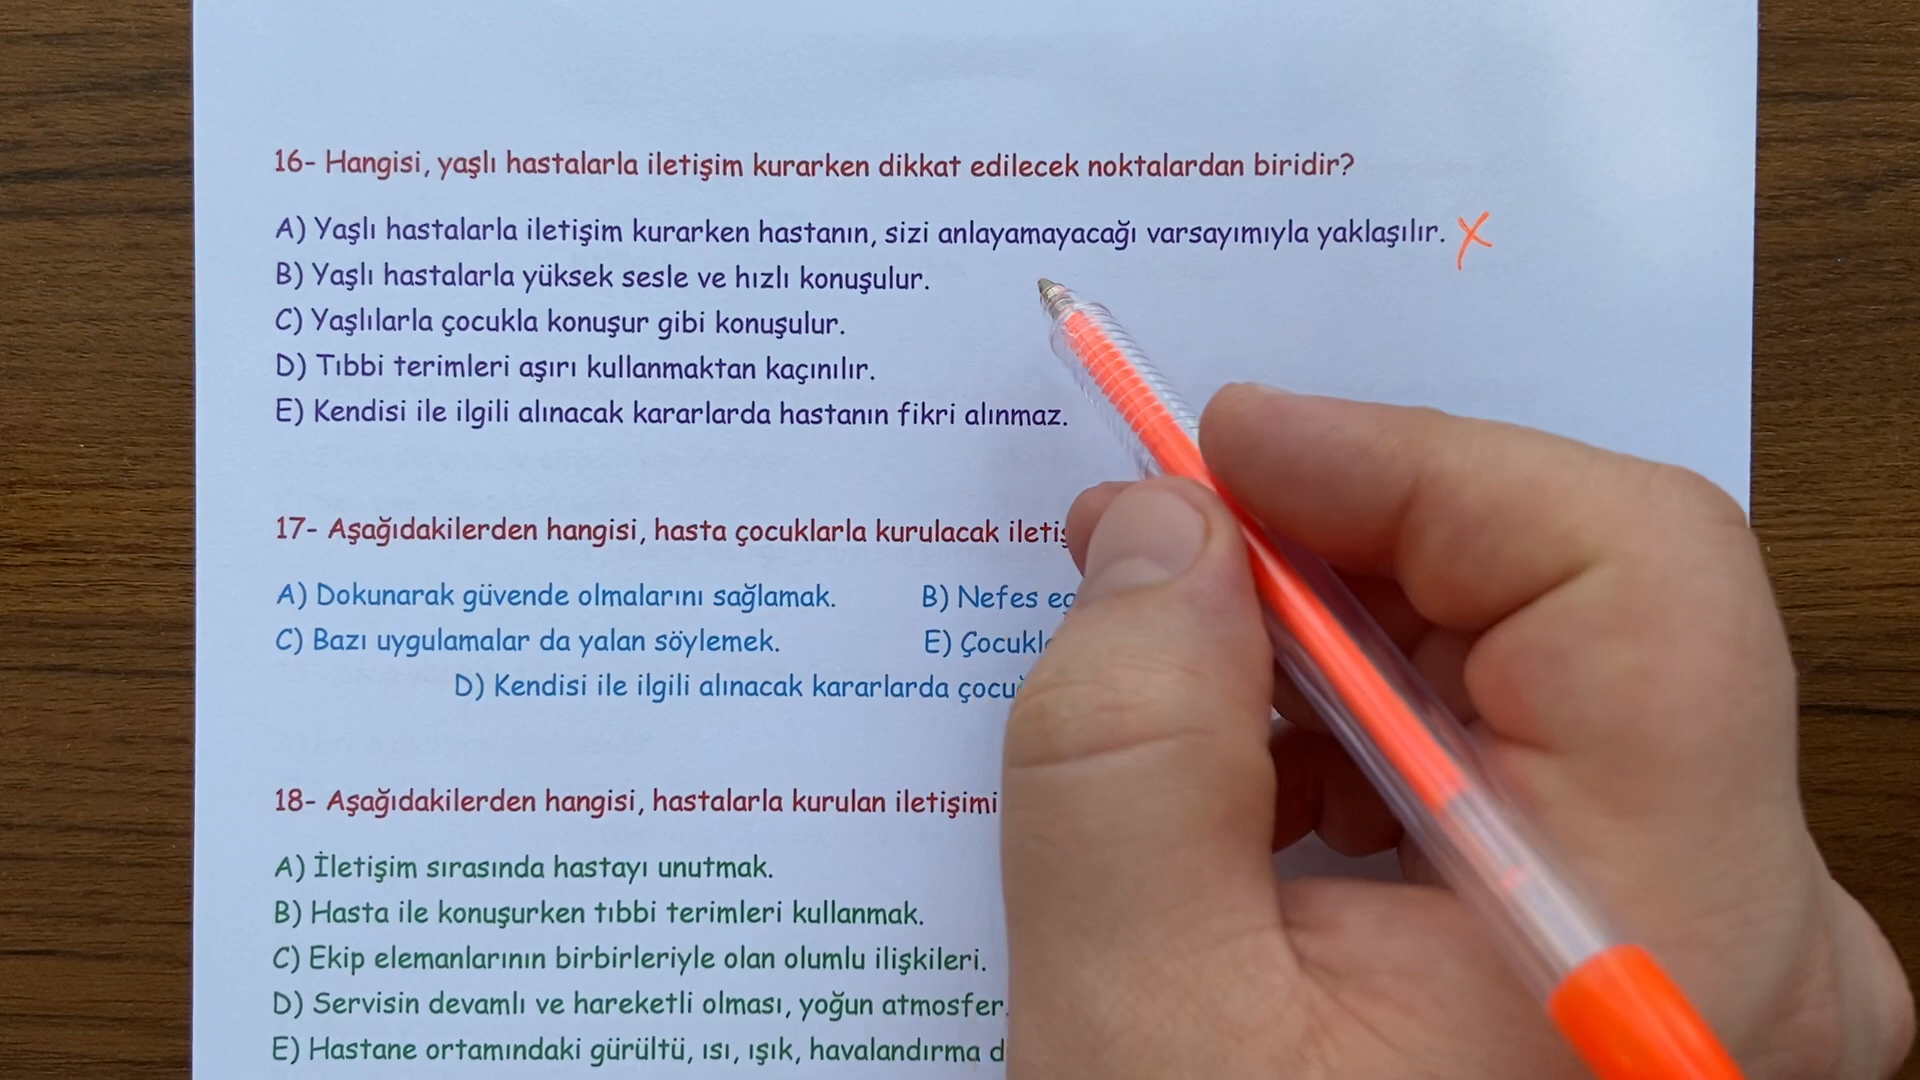 16- Hangisi, yaşlı hastalarla iletişim kurarken dikkat edilecek noktalardan biridir?
A) Yaşlı hastalarla iletişim kurarken hastanın, sizi anlayamayacağı varsayımıyla yaklaşılır. X
B) Yaşlı hastalarla yüksek sesle ve hızlı konuşulur.
C) Yaşlılarla çocukla konuşur gibi konuşulur.
D) Tıbbi terimleri aşırı kullanmaktan kaçınılır.
E) Kendisi ile ilgili alınacak kararlarda hastanın fikri alınmaz.
17- Aşağıdakilerden hangisi, hasta çocuklarla kurulacak
A) Dokunarak güvende olmalarını sağlamak. B) Nefes
C) Bazı uygulamalar da yalan söylemek. E)
D) Kendisi ile ilgili alınacak kararlarda
18- Aşağıdakilerden hangisi, hastalarla kurulan iletişimi
A) İletişim sırasında hastayı unutmak.
B) Hasta ile konuşurken tıbbi terimleri kullanmak.
C) Ekip elemanlarının birbirleriyle olan olumlu ilişkileri.
D) Servisin devamlı ve hareketli olması, yoğun atmosfer.
E) Hastane ortamındaki gürültü, ısı, ışık, havalandırma